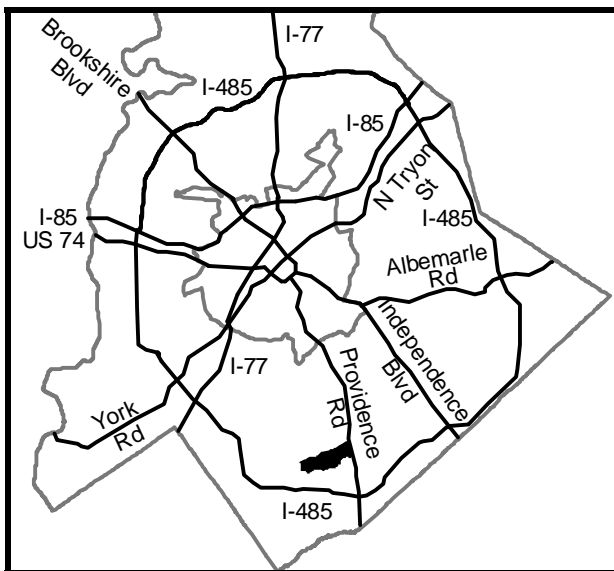 I-77
Brookshire
Blvd
I-485
I-85
N Tryon
St
I-85
US 74
I-485
Albemarle
Rd
Independence
Blvd
Providence
Rd
I-77
York
Rd
I-485